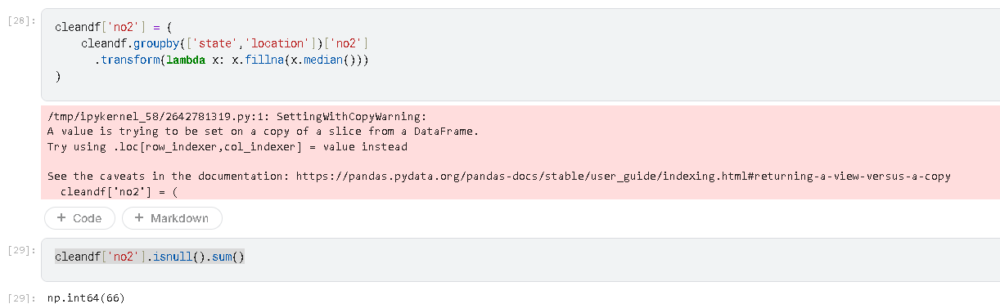 [28]:
cleandf['no2'] = (
    cleandf.groupby(['state','location'])['no2']
      .transform(lambda x: x.fillna(x.median()))
)
/tmp/ipykernel_58/2642781319.py:1: SettingWithCopyWarning:
A value is trying to be set on a copy of a slice from a DataFrame.
Try using .loc[row_indexer,col_indexer] = value instead
See the caveats in the documentation: https://pandas.pydata.org/pandas-docs/stable/user_guide/indexing.html#returning-a-view-versus-a-copy
  cleandf['no2'] = (
+ Code + Markdown
[29]:
cleandf['no2'].isnull().sum()
[29]: np.int64(66)